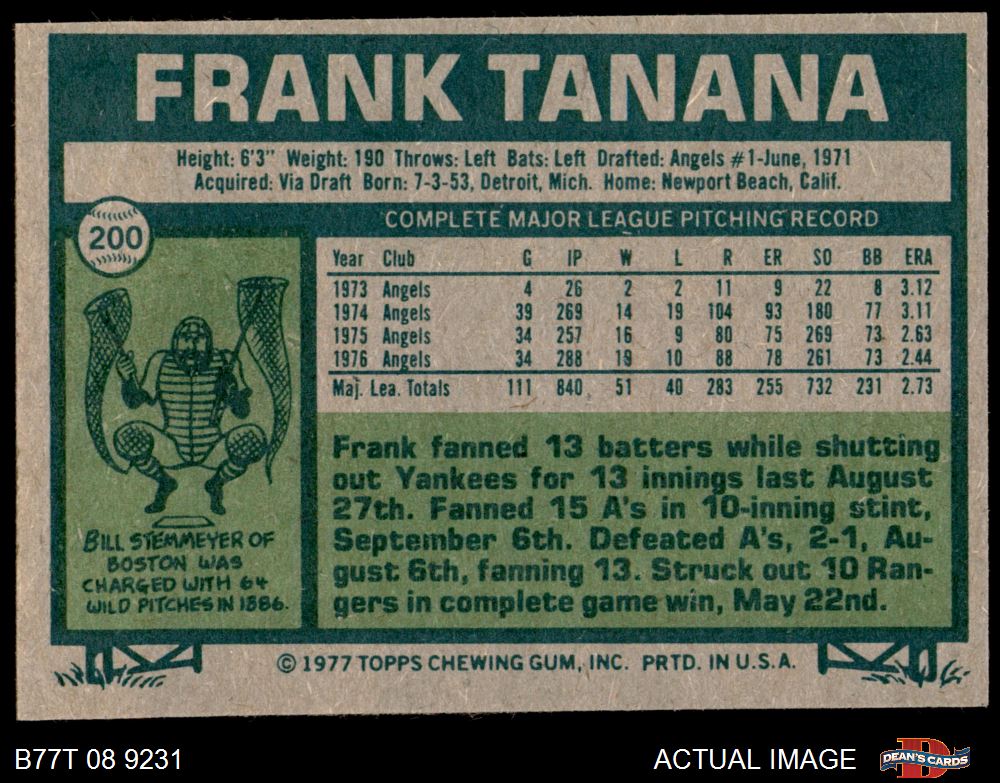 FRANK TANANA
Height: 6'3" Weight: 190 Throws: Left Bats: Left Drafted: Angels #1-June, 1971
Acquired: Via Draft Born: 7-3-53, Detroit, Mich. Home: Newport Beach, Calif.
200
COMPLETE MAJOR LEAGUE PITCHING RECORD
Year Club G IP W L R ER SO BB ERA
1973 Angels 4 26 2 2 11 9 22 8 3.12
1974 Angels 39 269 14 19 104 93 180 77 3.11
1975 Angels 34 257 16 9 80 75 269 73 2.63
1976 Angels 34 288 19 10 88 78 261 73 2.44
Maj. Lea. Totals 111 840 51 40 283 255 732 231 2.73
BILL STEMMEYER OF
BOSTON WAS
CHARGED WITH 64
WILD PITCHES IN 1886.
Frank fanned 13 batters while shutting
out Yankees for 13 innings last August
27th. Fanned 15 A's in 10-inning stint,
September 6th. Defeated A's, 2-1, Au-
gust 6th, fanning 13. Struck out 10 Ran-
gers in complete game win, May 22nd.
© 1977 TOPPS CHEWING GUM, INC. PRTD. IN U.S.A.
B77T 08 9231
ACTUAL IMAGE
D
DEAN'S CARDS